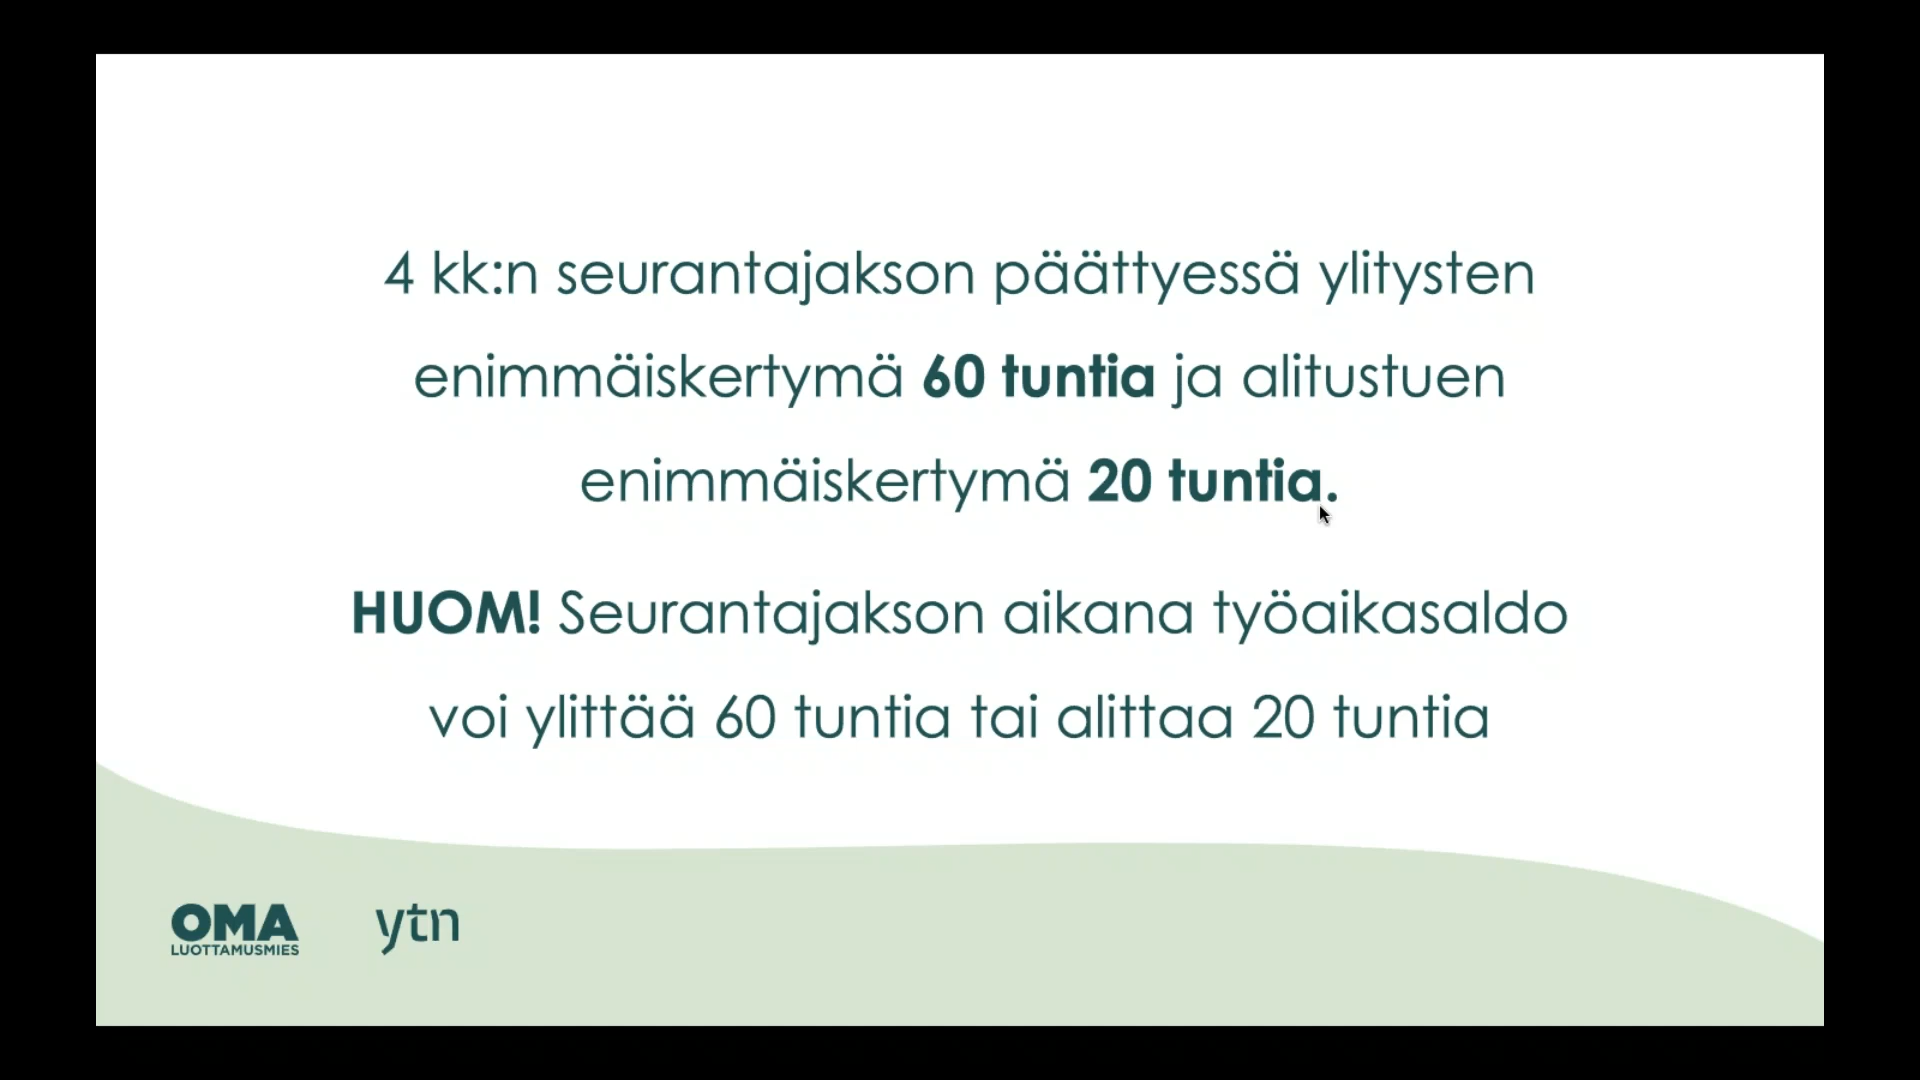 4 kk:n seurantajakson päättyessä ylitysten
enimmäiskertymä 60 tuntia ja alitustuen
enimmäiskertymä 20 tuntia.
HUOM! Seurantajakson aikana työaikasaldo
voi ylittää 60 tuntia tai alittaa 20 tuntia
OMA
LUOTTAMUSMIES
ytn